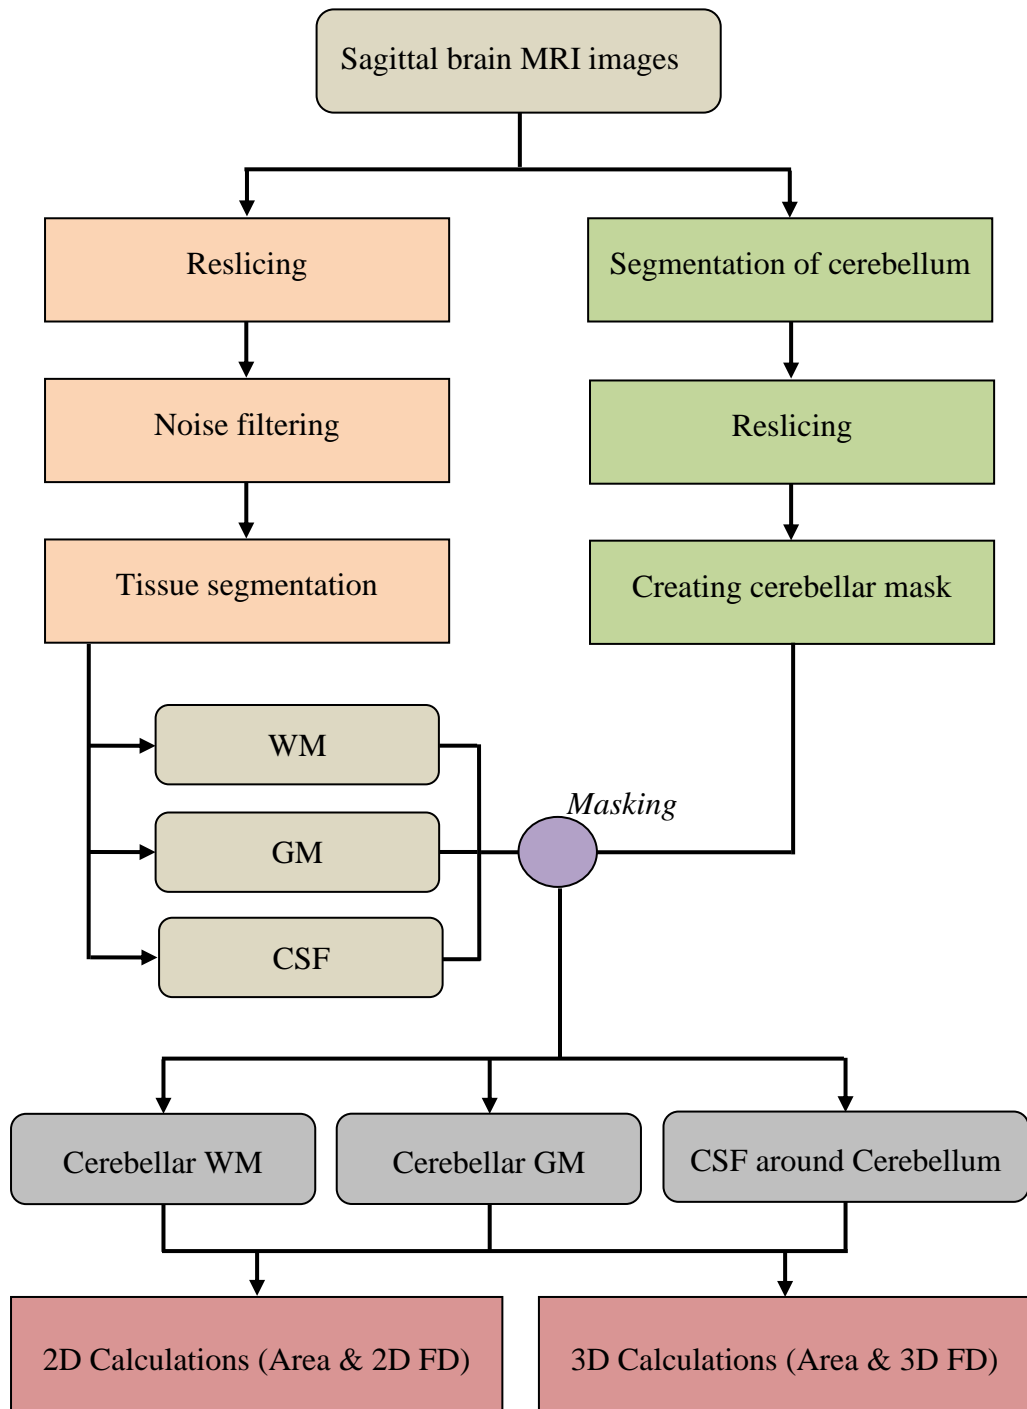 Sagittal brain MRI images
Reslicing
Segmentation of cerebellum
Noise filtering
Reslicing
Tissue segmentation
Creating cerebellar mask
WM
Masking
GM
CSF
Cerebellar WM
Cerebellar GM
CSF around Cerebellum
2D Calculations (Area & 2D FD)
3D Calculations (Area & 3D FD)